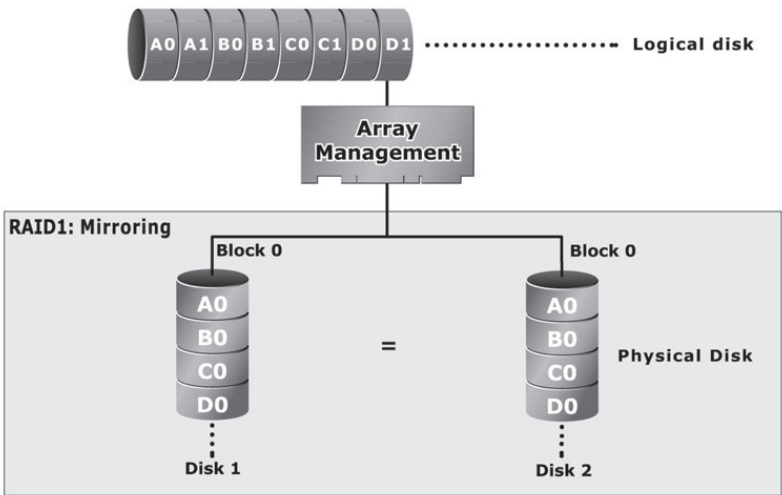 A0 A1 B0 B1 C0 C1 D0 D1
Logical disk
Array
Management
RAID1: Mirroring
Block 0
Block 0
A0
B0
C0
D0
Disk 1
=
A0
B0
C0
D0
Disk 2
Physical Disk